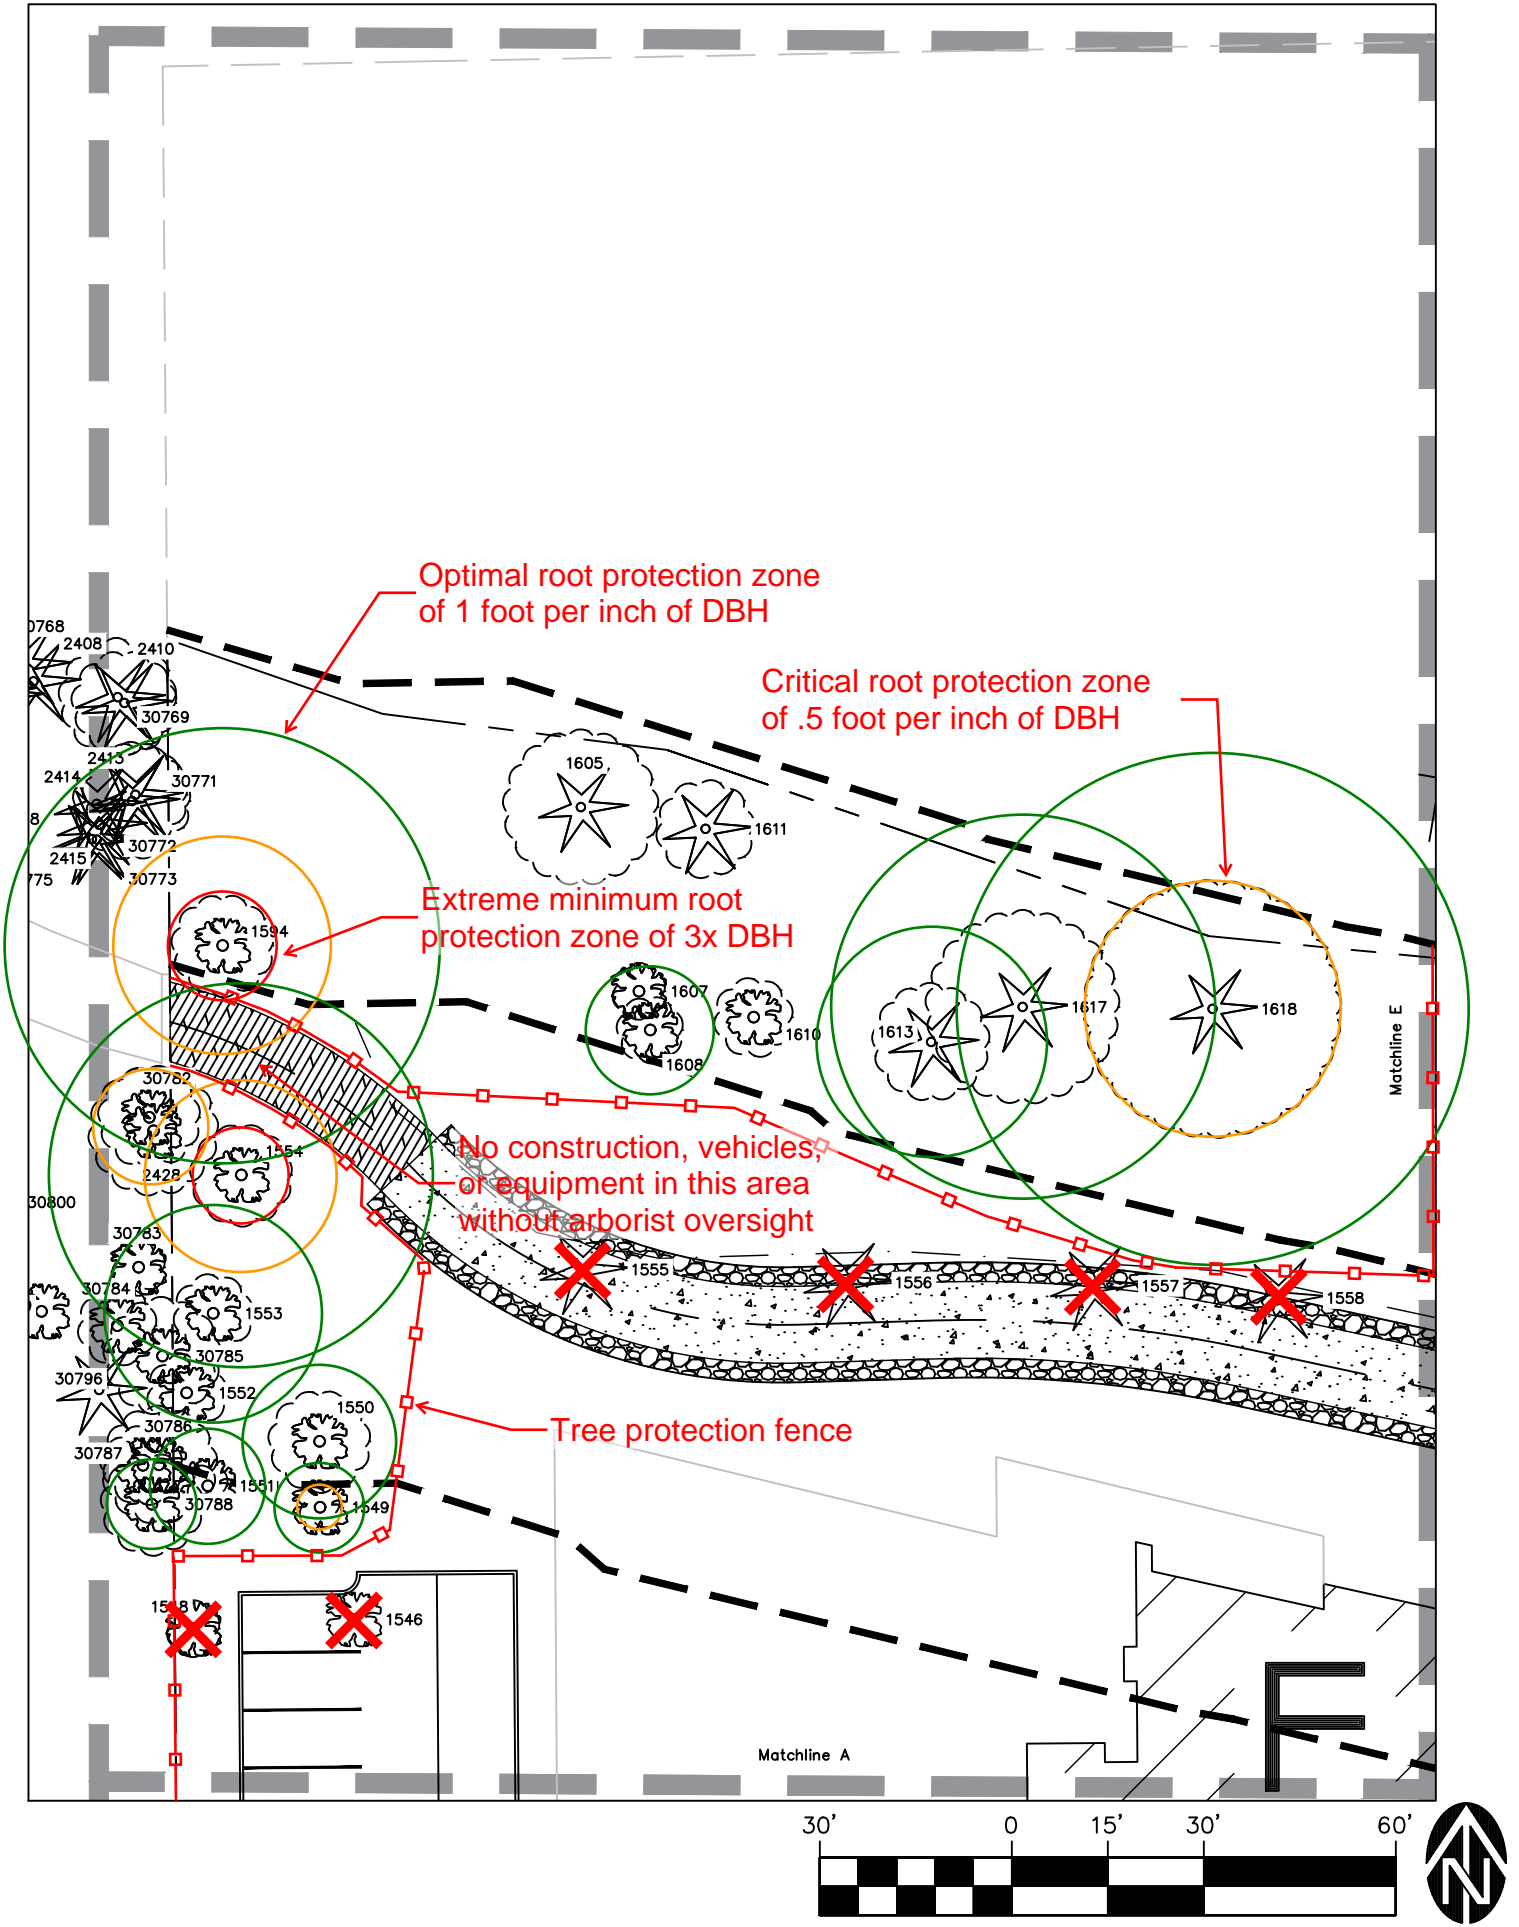 Optimal root protection zone
of 1 foot per inch of DBH
0768
2408
2410
Critical root protection zone
of .5 foot per inch of DBH
30769
2413
2414
30771
1605
8
1611
30772
2415
775
30773
Extreme minimum root
protection zone of 3x DBH
1594
1607
1617
1618
1610
1613
1608
Matchline E
30782
No construction, vehicles,
or equipment in this area
without arborist oversight
1554
2428
30800
30783
1555
1556
1557
1558
30784
1553
30785
30796
1552
1550
30786
Tree protection fence
30787
1551
30788
1549
1546
F
Matchline A
30' 0 15' 30' 60'
N